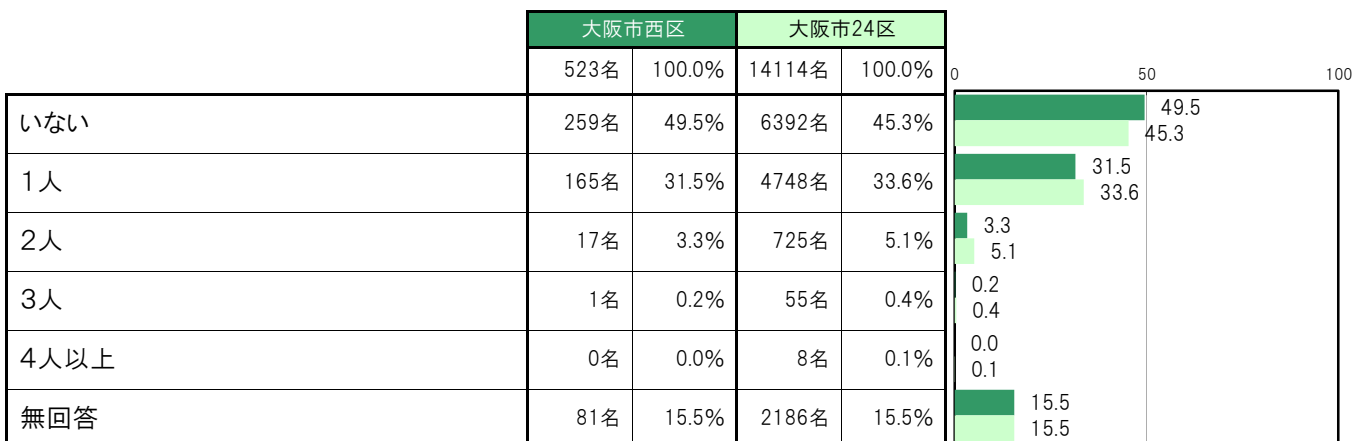 大阪市西区 大阪市24区
523名 100.0% 14114名 100.0% 0 50 100
いない 259名 49.5% 6392名 45.3% 49.5
45.3
1人 165名 31.5% 4748名 33.6% 31.5
33.6
2人 17名 3.3% 725名 5.1% 3.3
5.1
3人 1名 0.2% 55名 0.4% 0.2
0.4
4人以上 0名 0.0% 8名 0.1% 0.0
0.1
無回答 81名 15.5% 2186名 15.5% 15.5
15.5